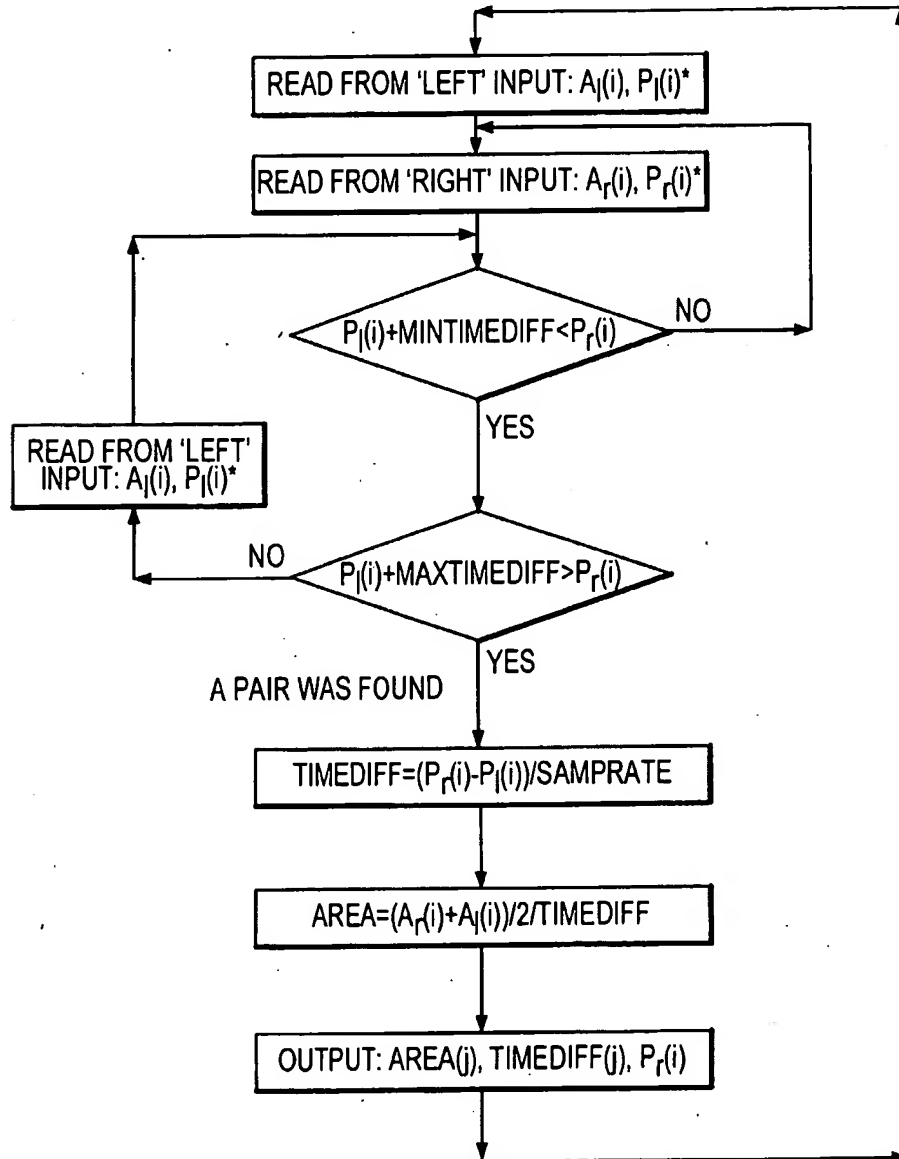 READ FROM 'LEFT' INPUT: Aₗ(i), Pₗ(i)*
READ FROM 'RIGHT' INPUT: Aᵣ(i), Pᵣ(i)*
Pₗ(i)+MINTIMEDIFF<Pᵣ(i)
NO
YES
READ FROM 'LEFT'
INPUT: Aₗ(i), Pₗ(i)*
NO
Pₗ(i)+MAXTIMEDIFF>Pᵣ(i)
YES
A PAIR WAS FOUND
TIMEDIFF=(Pᵣ(i)-Pₗ(i))/SAMPRATE
AREA=(Aᵣ(i)+Aₗ(i))/2/TIMEDIFF
OUTPUT: AREA(j), TIMEDIFF(j), Pᵣ(i)